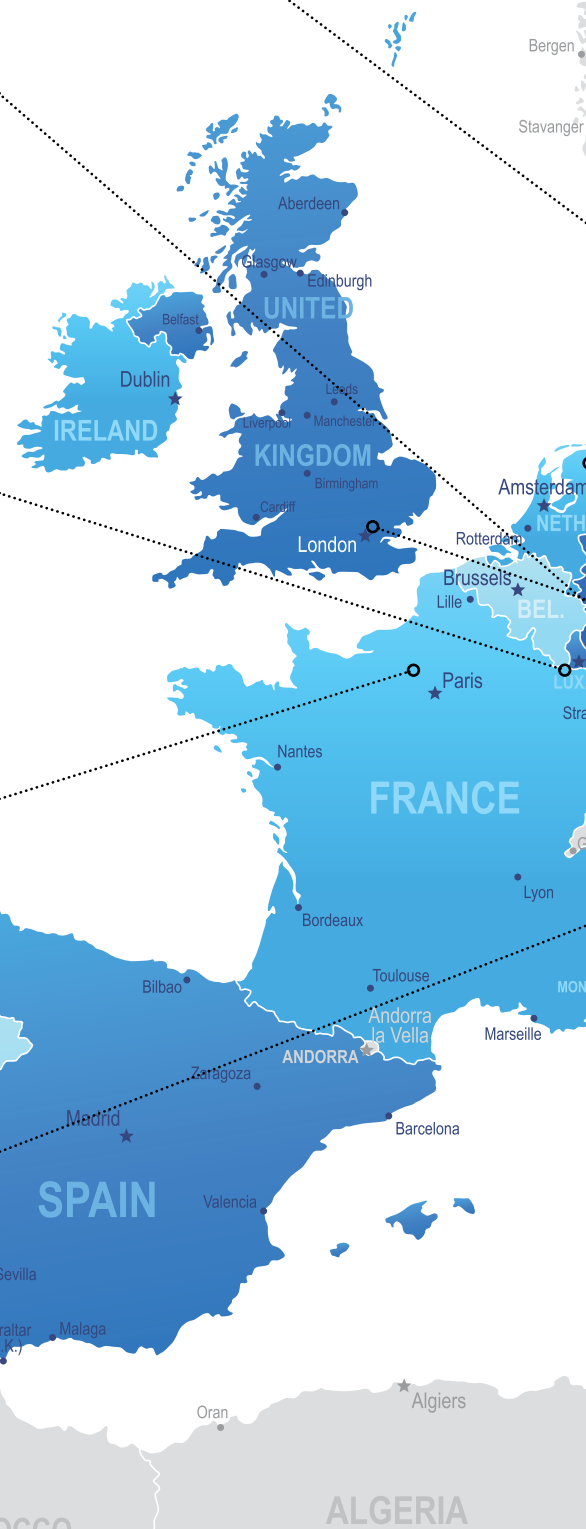 Bergen
Stavanger
Aberdeen
Glasgow
Edinburgh
UNITED
Belfast
Dublin
Leeds
Liverpool
Manchester
IRELAND
KINGDOM
Birmingham
Amsterdam
Cardiff
NETH
Rotterdam
London
Brussels
Lille
BEL.
Paris
LUX
Stra
Nantes
FRANCE
G
Lyon
Bordeaux
Toulouse
Bilbao
MON
Andorra
la Vella
Marseille
ANDORRA
Zaragoza
Madrid
Barcelona
SPAIN
Valencia
Sevilla
raltar
.K.)
Malaga
Algiers
Oran
ALGERIA
OCCO